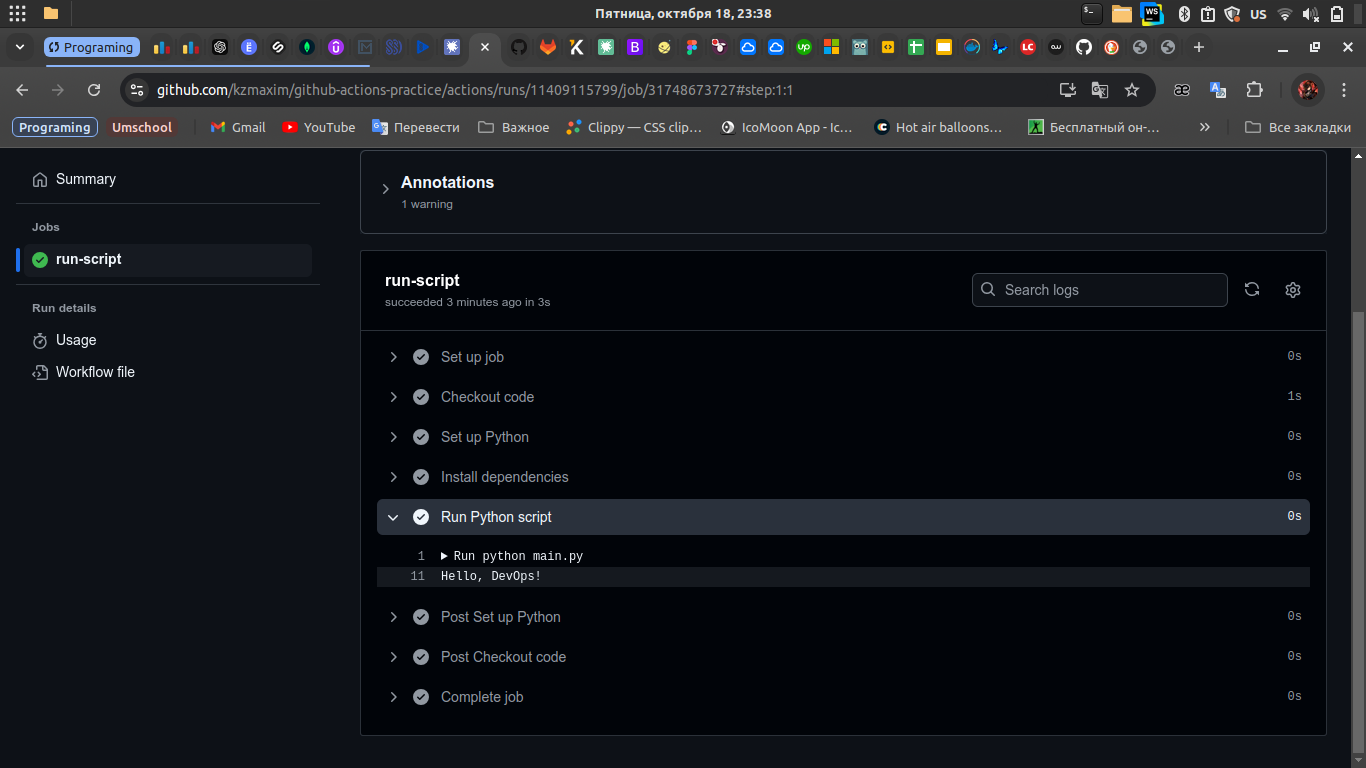 Пятница, октября 18, 23:38
US
Programing
github.com/kzmaxim/github-actions-practice/actions/runs/11409115799/job/31748673727#step:1:1
Programing
Umschool
Gmail
YouTube
Перевести
Важное
Clippy — CSS clip...
IcoMoon App - Ic...
Hot air balloons...
Бесплатный он-...
Все закладки
Summary
Jobs
run-script
Run details
Usage
Workflow file
Annotations
1 warning
run-script
succeeded 3 minutes ago in 3s
Search logs
Set up job 0s
Checkout code 1s
Set up Python 0s
Install dependencies 0s
Run Python script 0s
1 Run python main.py
11 Hello, DevOps!
Post Set up Python 0s
Post Checkout code 0s
Complete job 0s